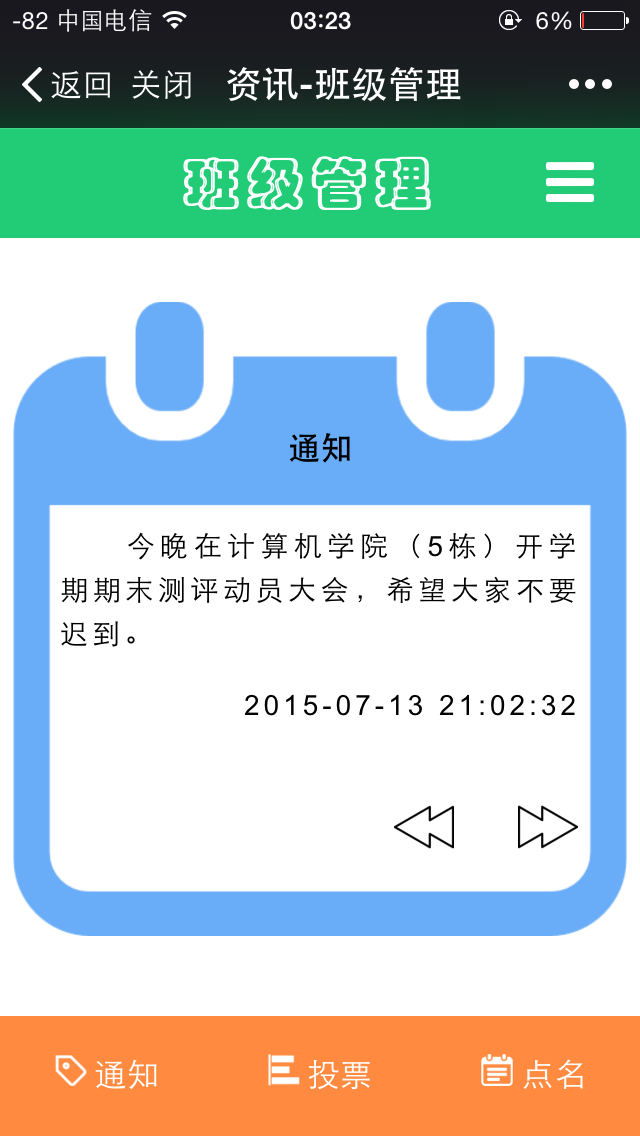 -82 中国电信 03:23 6%
返回 关闭 资讯-班级管理
班级管理
通知
今晚在计算机学院（5栋）开学
期期末测评动员大会，希望大家不要
迟到。
2015-07-13 21:02:32
通知 投票 点名